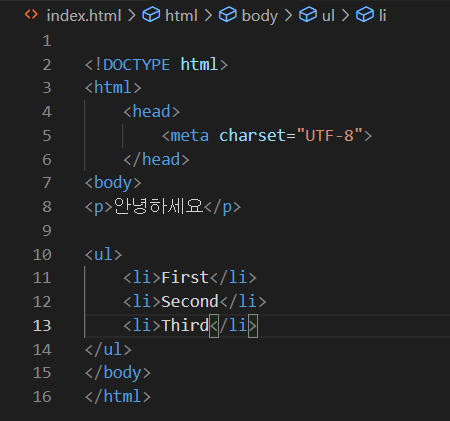 index.html > html > body > ul > li
1
2 <!DOCTYPE html>
3 <html>
4     <head>
5         <meta charset="UTF-8">
6     </head>
7 <body>
8 <p>안녕하세요</p>
9
10 <ul>
11     <li>First</li>
12     <li>Second</li>
13     <li>Third</li>
14 </ul>
15 </body>
16 </html>